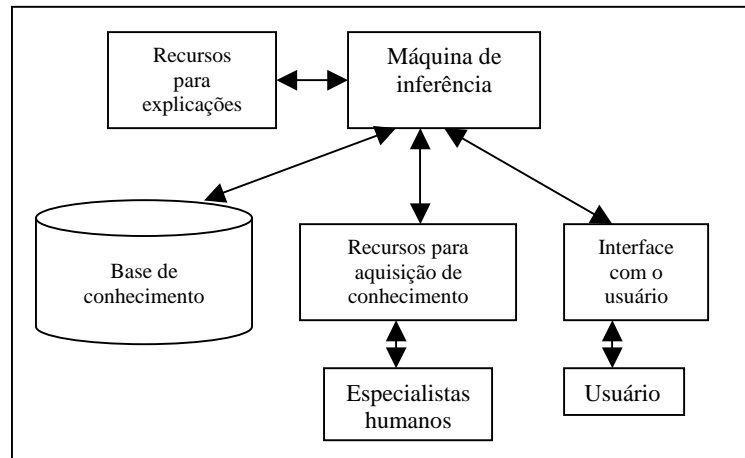 Recursos
para
explicações
Máquina de
inferência
Base de
conhecimento
Recursos para
aquisição de
conhecimento
Interface
com o
usuário
Especialistas
humanos
Usuário